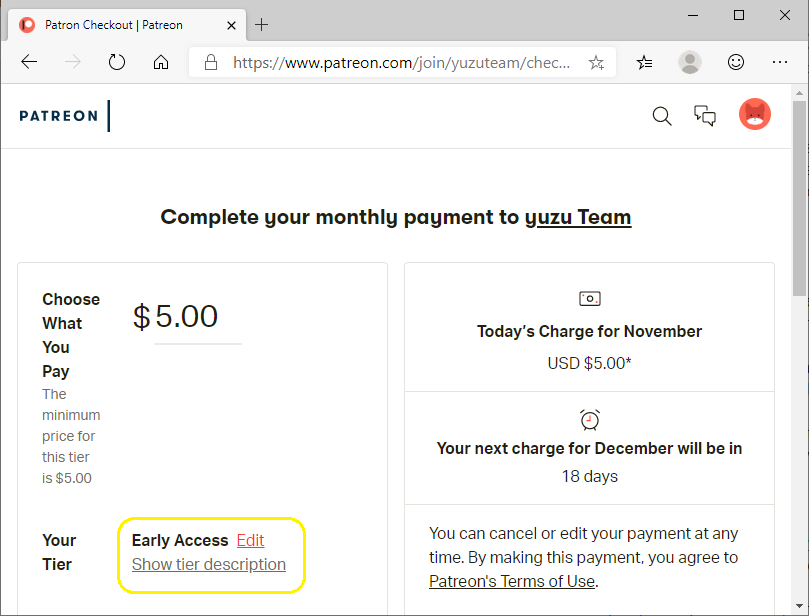 Patron Checkout | Patreon
https://www.patreon.com/join/yuzuteam/chec...
PATREON
Complete your monthly payment to yuzu Team
Choose
What
You
Pay
The
minimum
price for
this tier
is $5.00
$5.00
Your
Tier
Early Access Edit
Show tier description
Today's Charge for November
USD $5.00*
Your next charge for December will be in
18 days
You can cancel or edit your payment at any
time. By making this payment, you agree to
Patreon's Terms of Use.